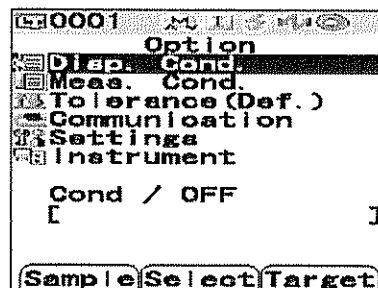 0001
Option
Disp. Cond.
Meas. Cond.
Tolerance(Def.)
Communication
Settings
Instrument
Cond / OFF
[ ]
Sample Select Target